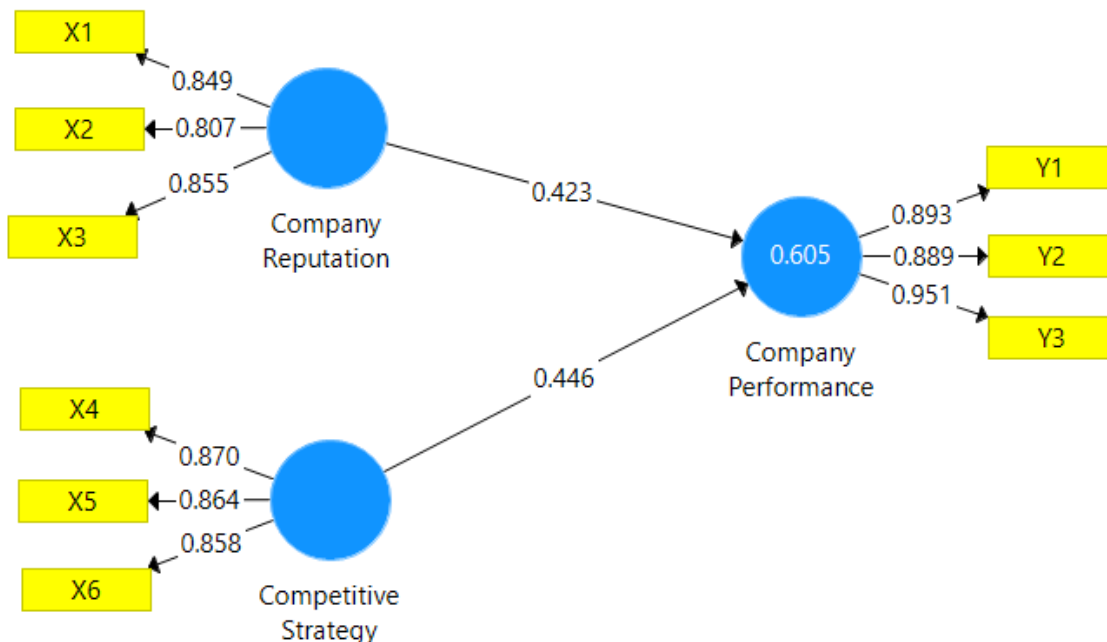 X1
0.849
X2
0.807
X3
0.855
Company
Reputation
0.423
X4
0.870
X5
0.864
X6
0.858
Competitive
Strategy
0.446
0.605
Company
Performance
Y1
0.893
Y2
0.889
Y3
0.951